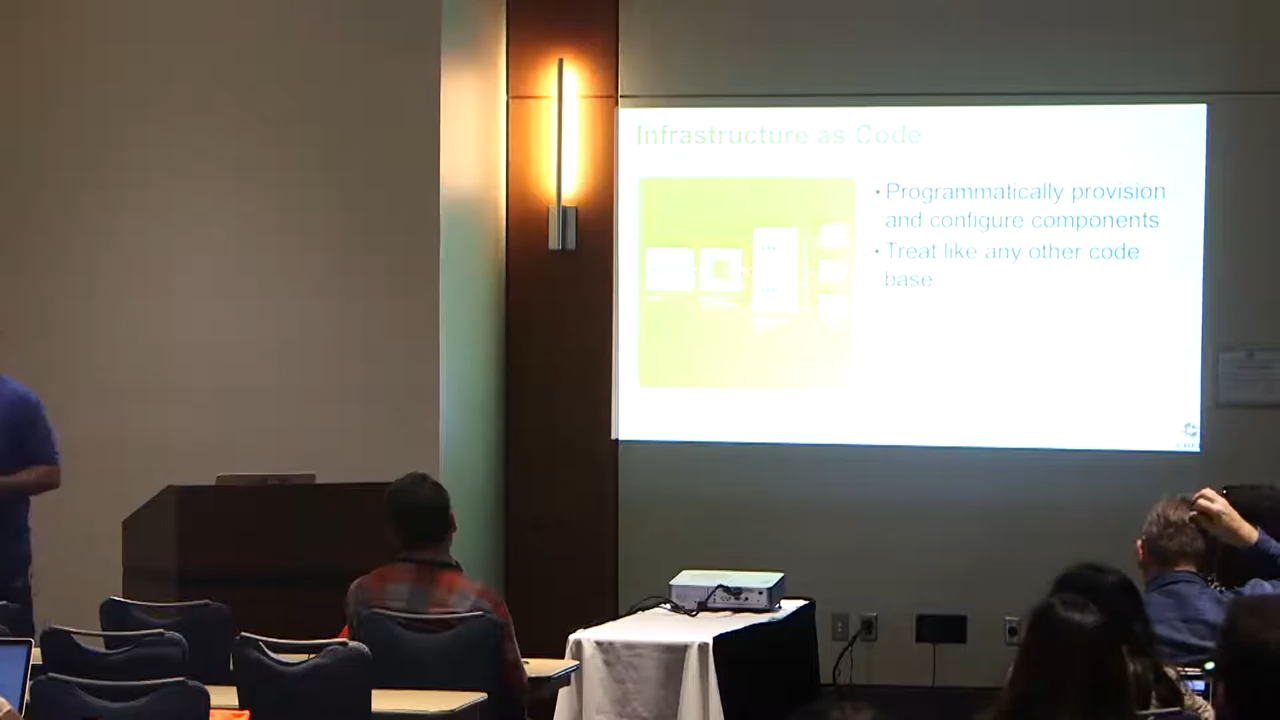 Infrastructure as Code
• Programmatically provision
and configure components
• Treat like any other code
base